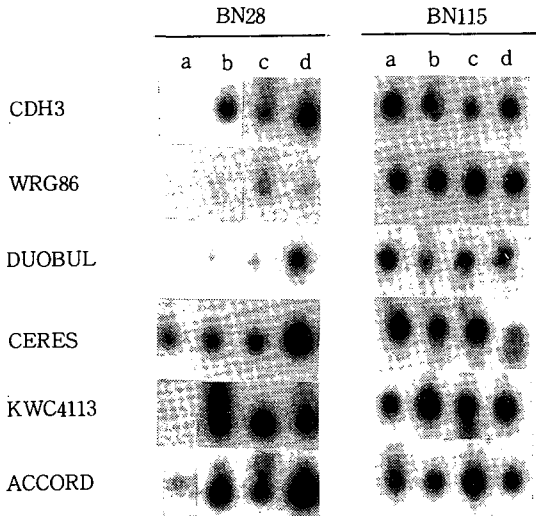 BN28 BN115
a b c d a b c d
CDH3
WRG86
DUOBUL
CERES
KWC4113
ACCORD